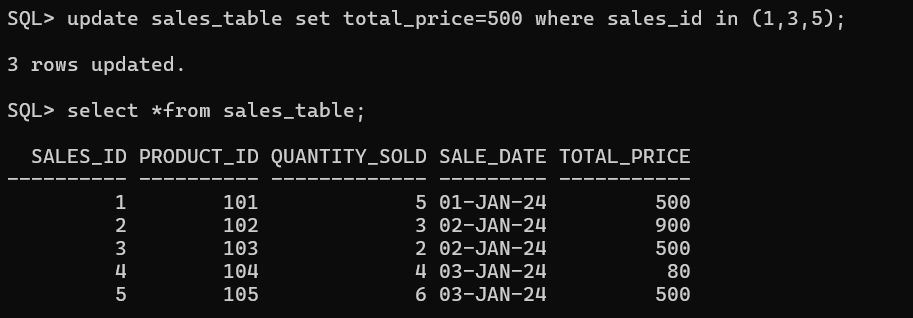 SQL> update sales_table set total_price=500 where sales_id in (1,3,5);
3 rows updated.
SQL> select *from sales_table;
SALES_ID PRODUCT_ID QUANTITY_SOLD SALE_DATE TOTAL_PRICE
---------- ---------- ------------- --------- -----------
1 101 5 01-JAN-24 500
2 102 3 02-JAN-24 900
3 103 2 02-JAN-24 500
4 104 4 03-JAN-24 80
5 105 6 03-JAN-24 500